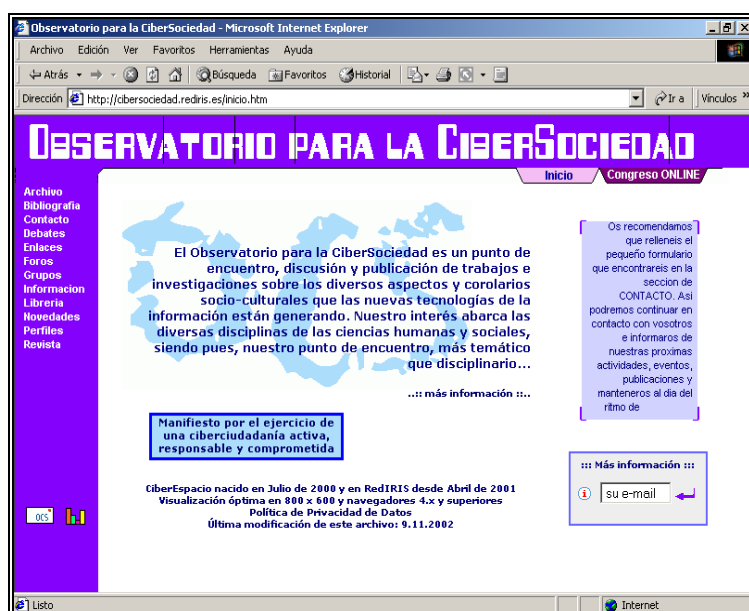 Observatorio para la CiberSociedad - Microsoft Internet Explorer
Archivo Edición Ver Favoritos Herramientas Ayuda
Atrás Búsqueda Favoritos Historial
Dirección http://cibersociedad.rediris.es/inicio.htm Ir a Vínculos »
OBSERVATORIO PARA LA CIBERSOCIEDAD
Inicio Congreso ONLINE
Archivo
Bibliografia
Contacto
Debates
Enlaces
Foros
Grupos
Informacion
Libreria
Novedades
Perfiles
Revista
OCS
El Observatorio para la CiberSociedad es un punto de
encuentro, discusión y publicación de trabajos e
investigaciones sobre los diversos aspectos y corolarios
socio-culturales que las nuevas tecnologías de la
información están generando. Nuestro interés abarca las
diversas disciplinas de las ciencias humanas y sociales,
siendo pues, nuestro punto de encuentro, más temático
que disciplinario...
..:: más información ::..
Manifiesto por el ejercicio de
una ciberciudadanía activa,
responsable y comprometida
CiberEspacio nacido en Julio de 2000 y en RedIRIS desde Abril de 2001
Visualización óptima en 800 x 600 y navegadores 4.x y superiores
Política de Privacidad de Datos
Última modificación de este archivo: 9.11.2002
Os recomendamos
que relleneis el
pequeño formulario
que encontrareis en la
seccion de
CONTACTO. Asi
podremos continuar en
contacto con vosotros
e informaros de
nuestras proximas
actividades, eventos,
publicaciones y
manteneros al dia del
ritmo de
::: Más información :::
su e-mail
Listo Internet